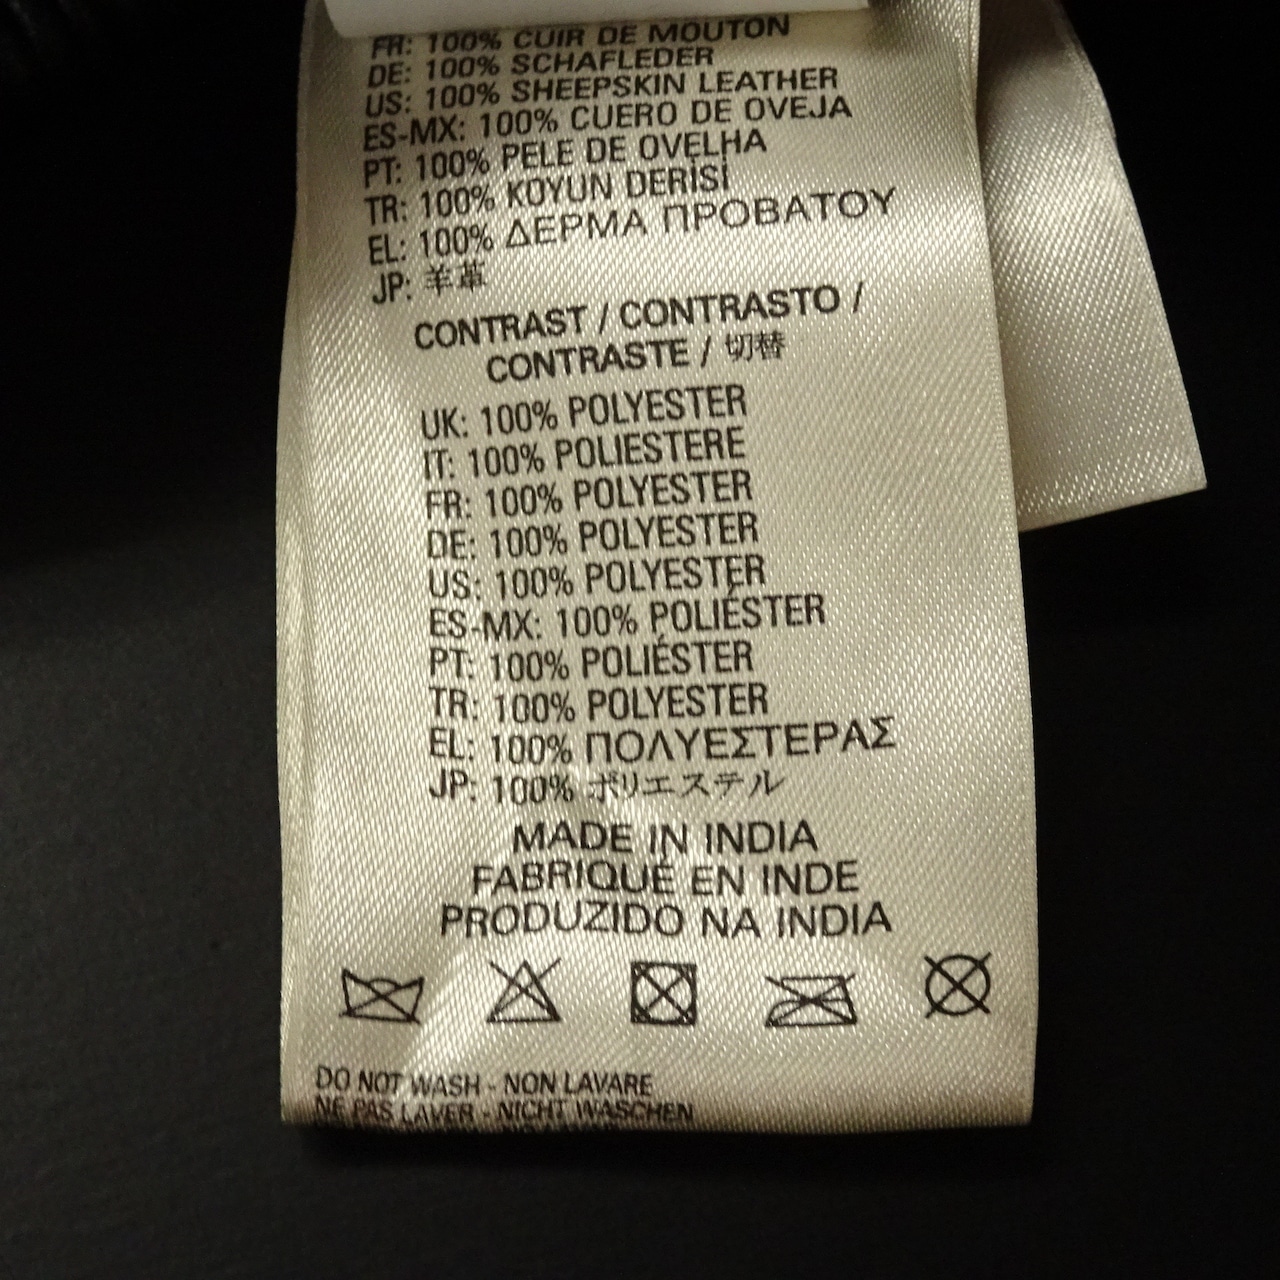 FR: 100% CUIR DE MOUTON
DE: 100% SCHAFLEDER
US: 100% SHEEPSKIN LEATHER
ES-MX: 100% CUERO DE OVEJA
PT: 100% PELE DE OVELHA
TR: 100% KOYUN DERİSİ
EL: 100% ΔΕΡΜΑ ΠΡΟΒΑΤΟΥ
JP: 羊革
CONTRAST / CONTRASTO /
CONTRASTE / 切替
UK: 100% POLYESTER
IT: 100% POLIESTERE
FR: 100% POLYESTER
DE: 100% POLYESTER
US: 100% POLYESTER
ES-MX: 100% POLIÉSTER
PT: 100% POLIÉSTER
TR: 100% POLYESTER
EL: 100% ΠΟΛΥΕΣΤΕΡΑΣ
JP: 100% ポリエステル
MADE IN INDIA
FABRIQUÉ EN INDE
PRODUZIDO NA INDIA
DO NOT WASH - NON LAVARE
NE PAS LAVER - NICHT WASCHEN